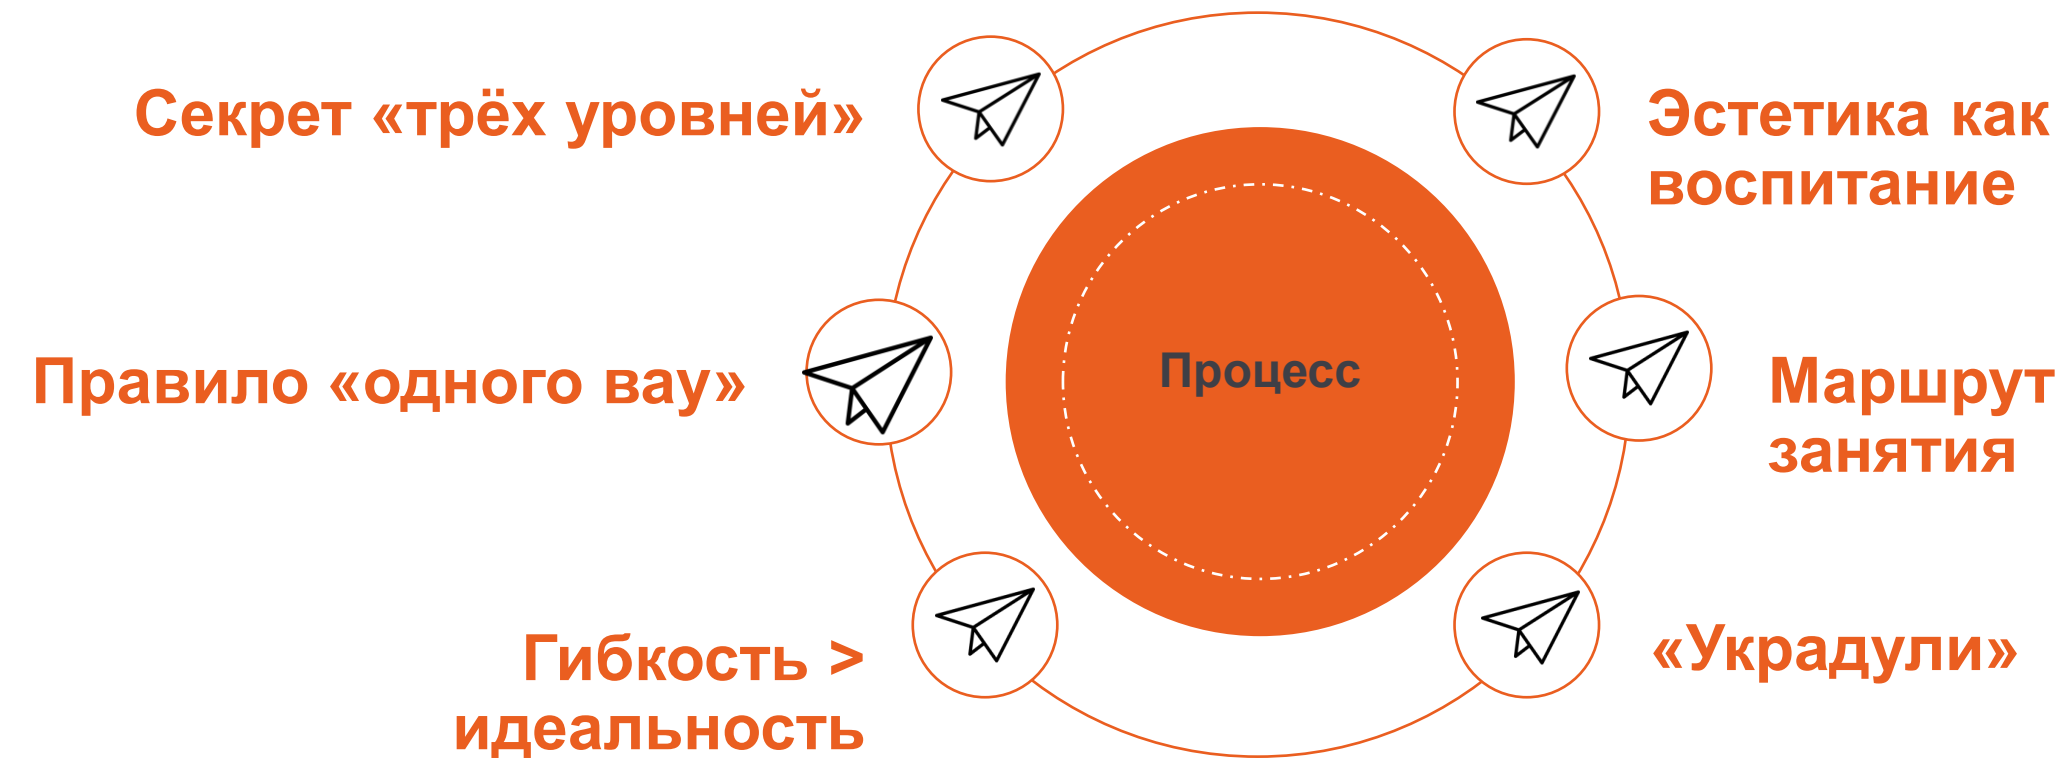 Секрет «трёх уровней»
Эстетика как
воспитание
Правило «одного вау»
Процесс
Маршрут
занятия
Гибкость >
идеальность
«Украдули»